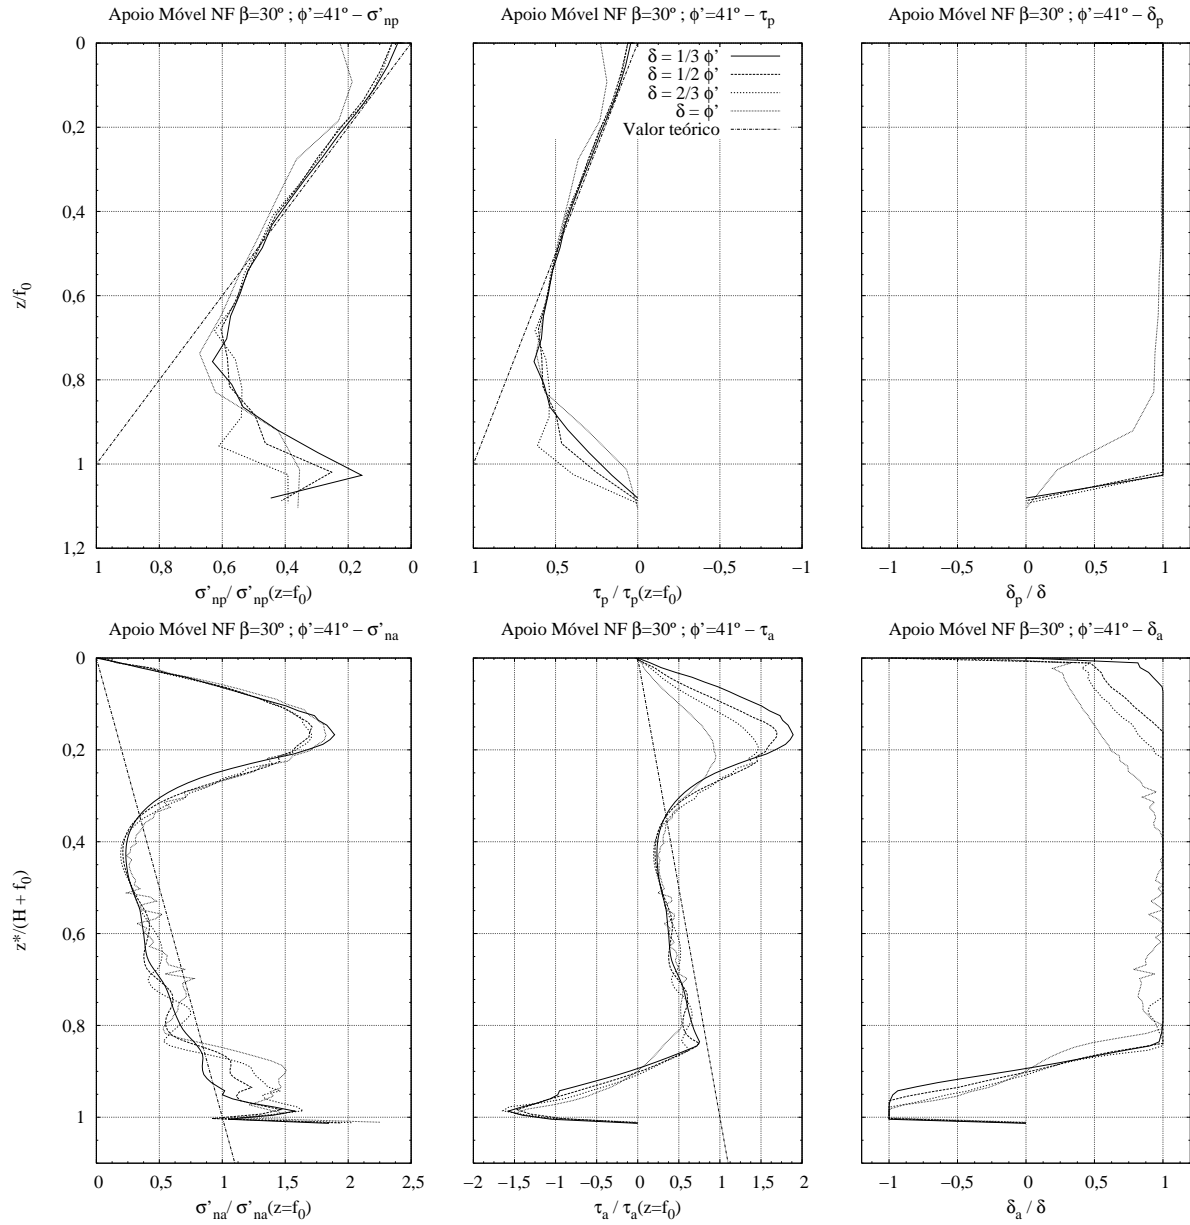 Apoio Móvel NF β=30º ; ϕ'=41º – σ'np
Apoio Móvel NF β=30º ; ϕ'=41º – τp
Apoio Móvel NF β=30º ; ϕ'=41º – δp
δ = 1/3 ϕ'
δ = 1/2 ϕ'
δ = 2/3 ϕ'
δ = ϕ'
Valor teórico
0
0,2
0,4
0,6
0,8
1
1,2
z/f0
1 0,8 0,6 0,4 0,2 0
1 0,5 0 −0,5 −1
−1 −0,5 0 0,5 1
σ'np/ σ'np(z=f0)
τp / τp(z=f0)
δp / δ
Apoio Móvel NF β=30º ; ϕ'=41º – σ'na
Apoio Móvel NF β=30º ; ϕ'=41º – τa
Apoio Móvel NF β=30º ; ϕ'=41º – δa
0
0,2
0,4
0,6
0,8
1
z*/(H + f0)
0 0,5 1 1,5 2 2,5
−2 −1,5 −1 −0,5 0 0,5 1 1,5 2
−1 −0,5 0 0,5 1
σ'na/ σ'na(z=f0)
τa / τa(z=f0)
δa / δ